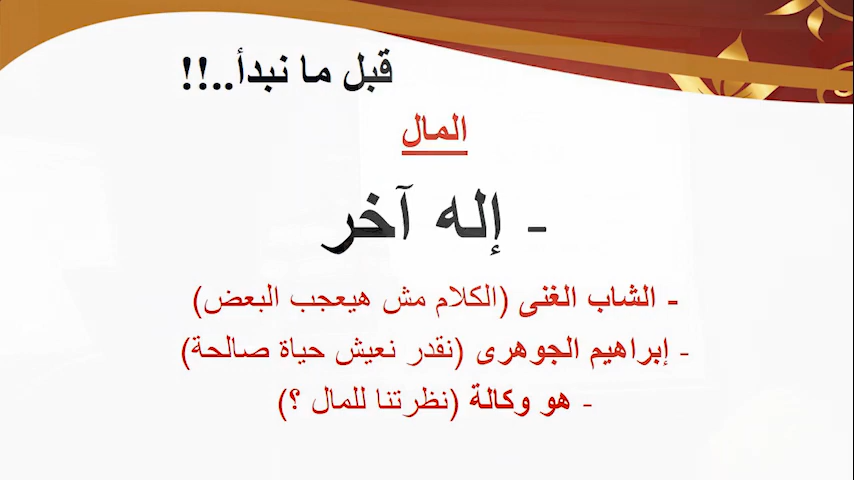 قبل ما نبدأ..!!
المال
- إله آخر
- الشاب الغنى (الكلام مش هيعجب البعض)
- إبراهيم الجوهرى (نقدر نعيش حياة صالحة)
- هو وكالة (نظرتنا للمال ؟)